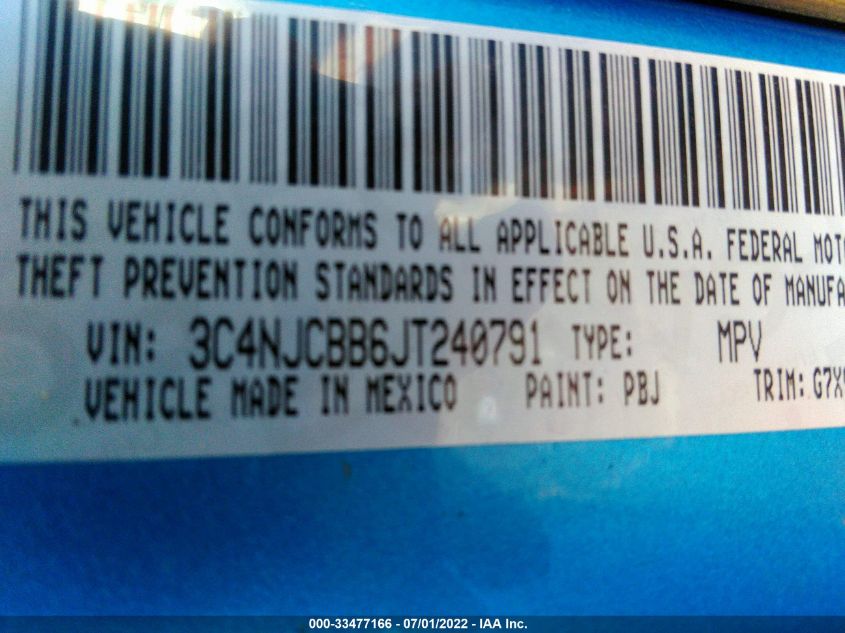 THIS VEHICLE CONFORMS TO ALL APPLICABLE U.S.A. FEDERAL MOTO
THEFT PREVENTION STANDARDS IN EFFECT ON THE DATE OF MANUFA
VIN: 3C4NJCBB6JT240791 TYPE: MPV
VEHICLE MADE IN MEXICO PAINT: PBJ TRIM: G7X9
000-33477166 - 07/01/2022 - IAA Inc.